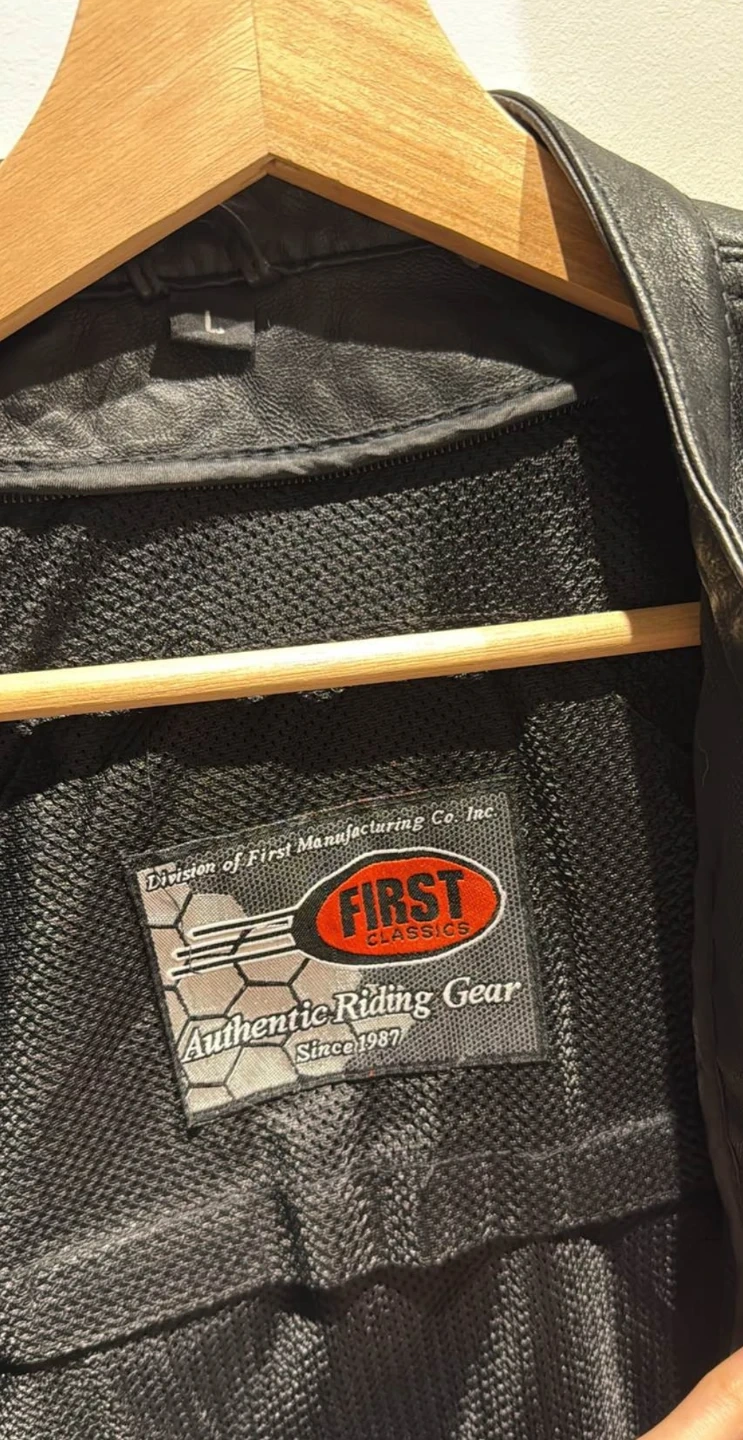 L
Division of First Manufacturing Co. Inc.
FIRST
CLASSICS
Authentic Riding Gear
Since 1987